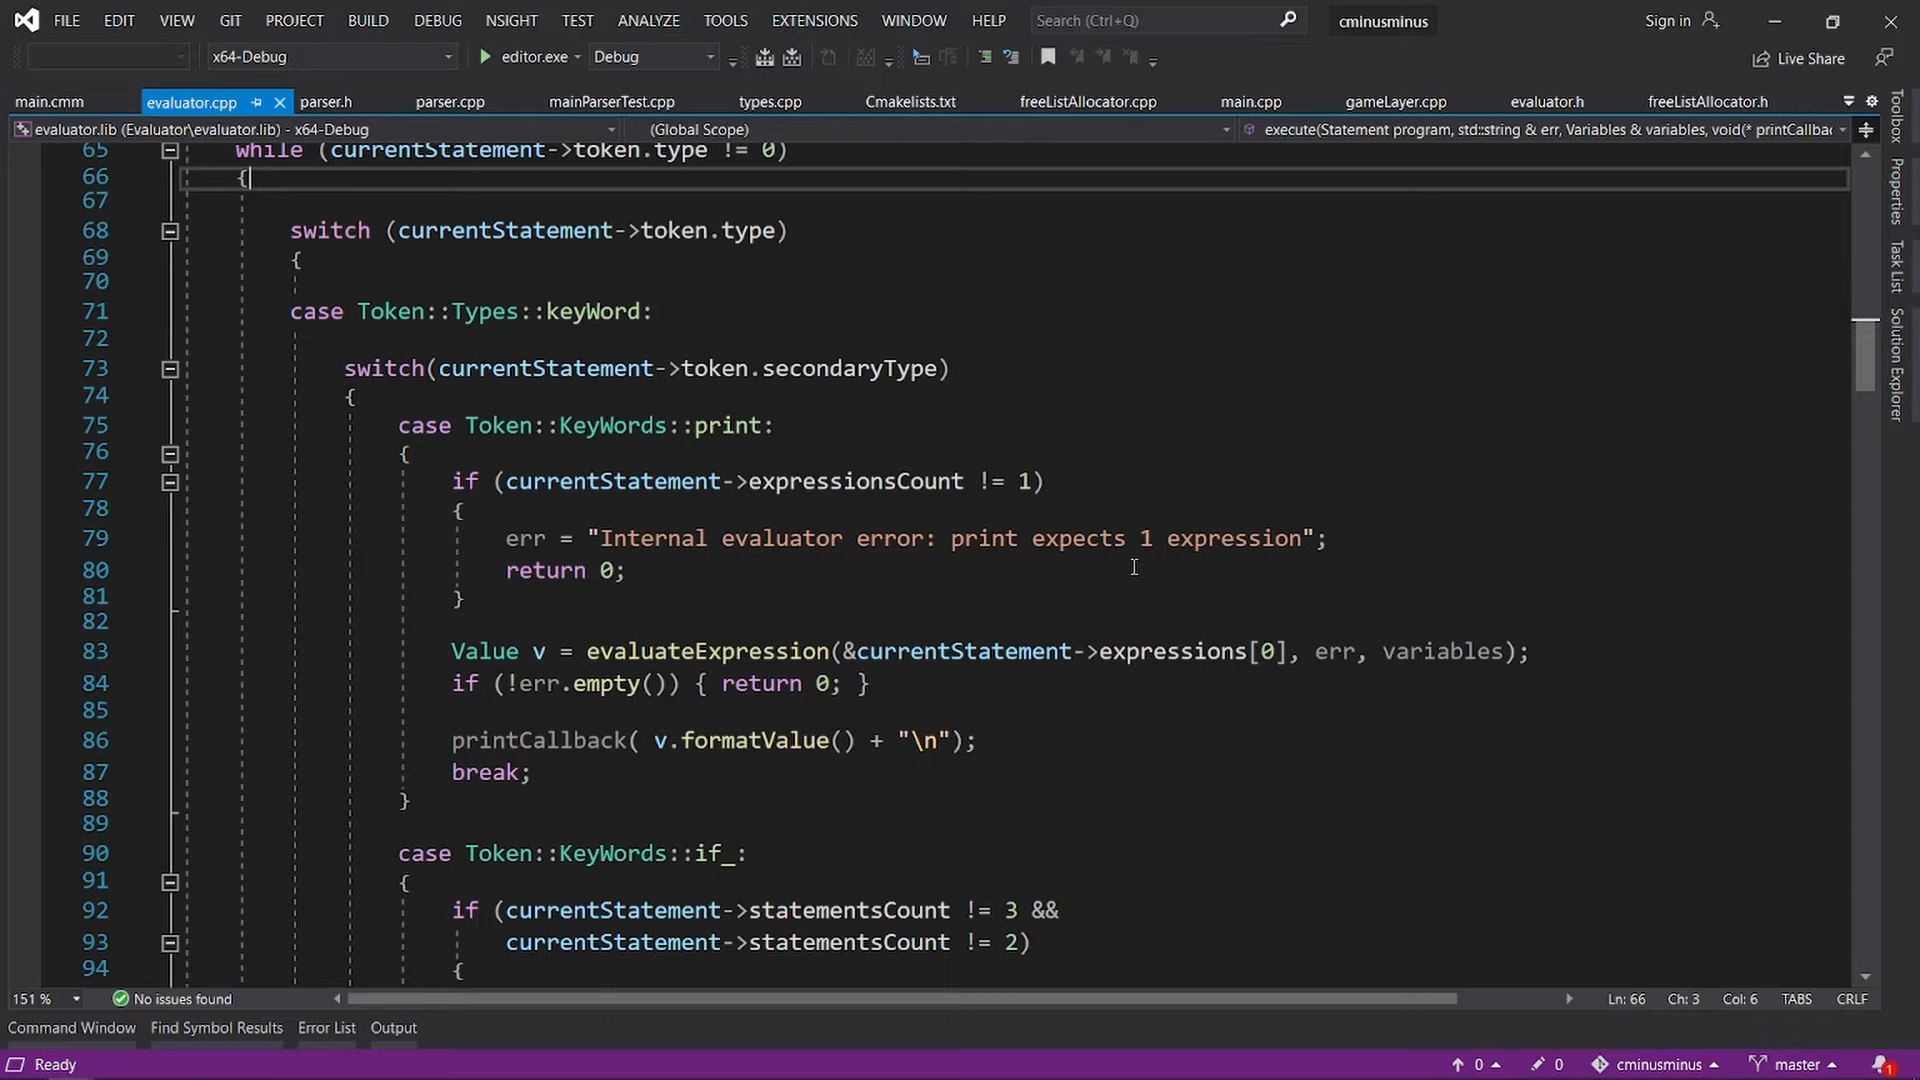 FILE EDIT VIEW GIT PROJECT BUILD DEBUG NSIGHT TEST ANALYZE TOOLS EXTENSIONS WINDOW HELP Search (Ctrl+Q) cminusminus Sign in
x64-Debug editor.exe Debug Live Share
main.cmm evaluator.cpp parser.h parser.cpp mainParserTest.cpp types.cpp Cmakelists.txt freeListAllocator.cpp main.cpp gameLayer.cpp evaluator.h freeListAllocator.h
evaluator.lib (Evaluator\evaluator.lib) - x64-Debug (Global Scope) execute(Statement program, std::string & err, Variables & variables, void(* printCallbac
65 while (currentStatement->token.type != 0)
66 {
67
68 switch (currentStatement->token.type)
69 {
70
71 case Token::Types::keyWord:
72
73 switch(currentStatement->token.secondaryType)
74 {
75 case Token::KeyWords::print:
76 {
77 if (currentStatement->expressionsCount != 1)
78 {
79 err = "Internal evaluator error: print expects 1 expression";
80 return 0;
81 }
82
83 Value v = evaluateExpression(&currentStatement->expressions[0], err, variables);
84 if (!err.empty()) { return 0; }
85
86 printCallback( v.formatValue() + "\n");
87 break;
88 }
89
90 case Token::KeyWords::if_:
91 {
92 if (currentStatement->statementsCount != 3 &&
93 currentStatement->statementsCount != 2)
94 {
Toolbox
Properties
Task List
Solution Explorer
151 % No issues found Ln: 66 Ch: 3 Col: 6 TABS CRLF
Command Window Find Symbol Results Error List Output
Ready 0 0 cminusminus master 1